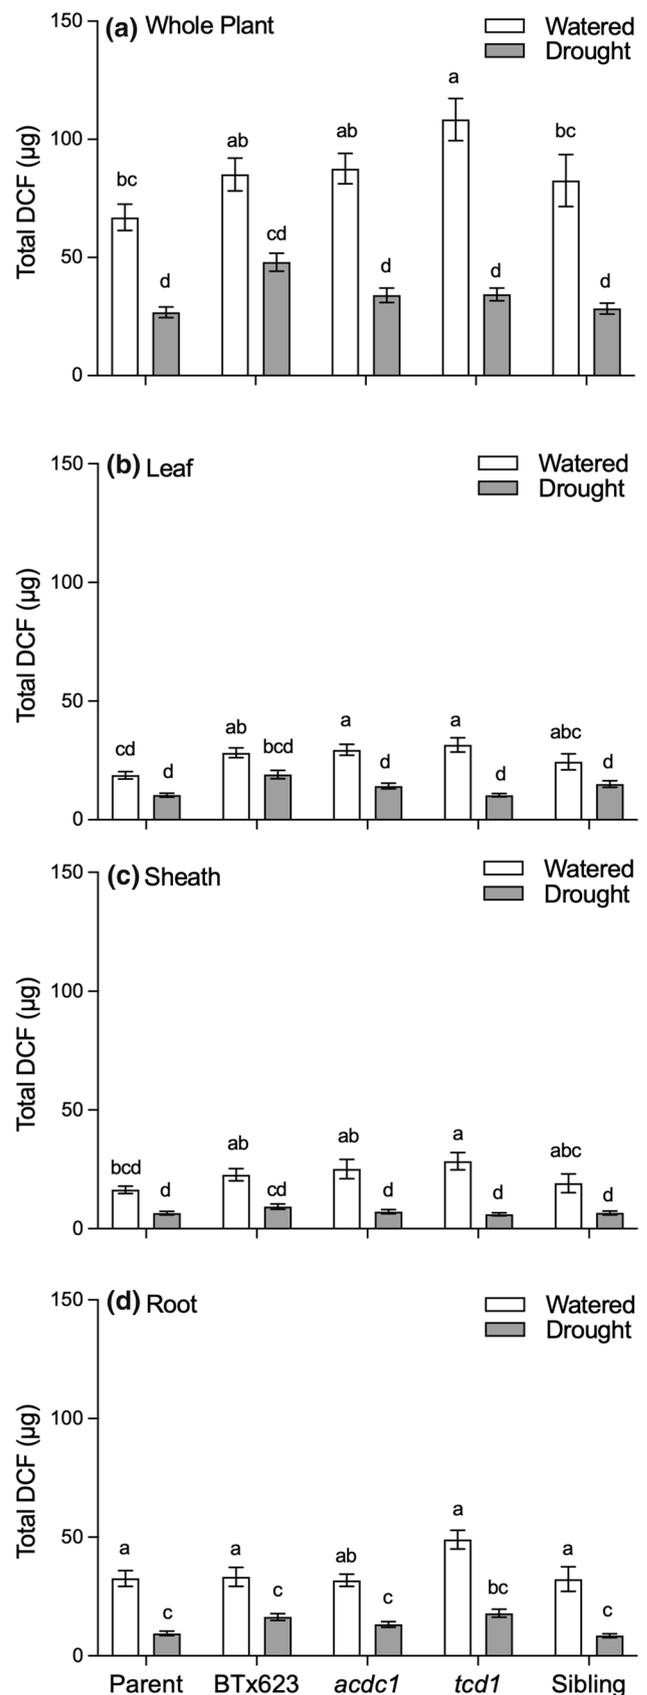 (a) Whole Plant
Watered
Drought
Total DCF (µg)
150
100
50
0
bc
d
ab
cd
ab
d
a
d
bc
d
(b) Leaf
Watered
Drought
Total DCF (µg)
150
100
50
0
cd
d
ab
bcd
a
d
a
d
abc
d
(c) Sheath
Watered
Drought
Total DCF (µg)
150
100
50
0
bcd
d
ab
cd
ab
d
a
d
abc
d
(d) Root
Watered
Drought
Total DCF (µg)
150
100
50
0
a
c
a
c
ab
c
a
bc
a
c
Parent BTx623 acdc1 tcd1 Sibling